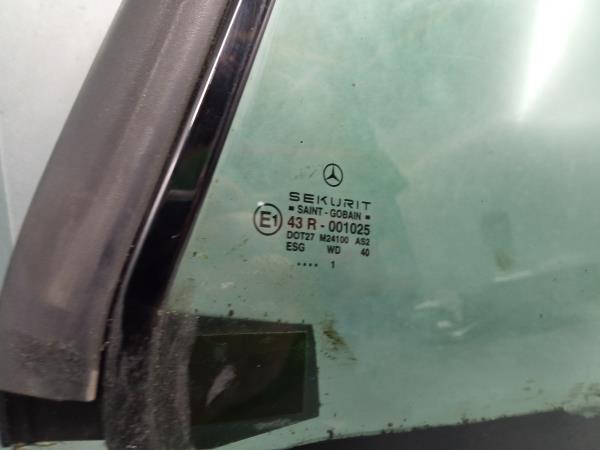 SEKURIT
▪ SAINT - GOBAIN ▪
E1 43 R - 001025
DOT27 M24100 AS2
ESG WD 40
.... 1